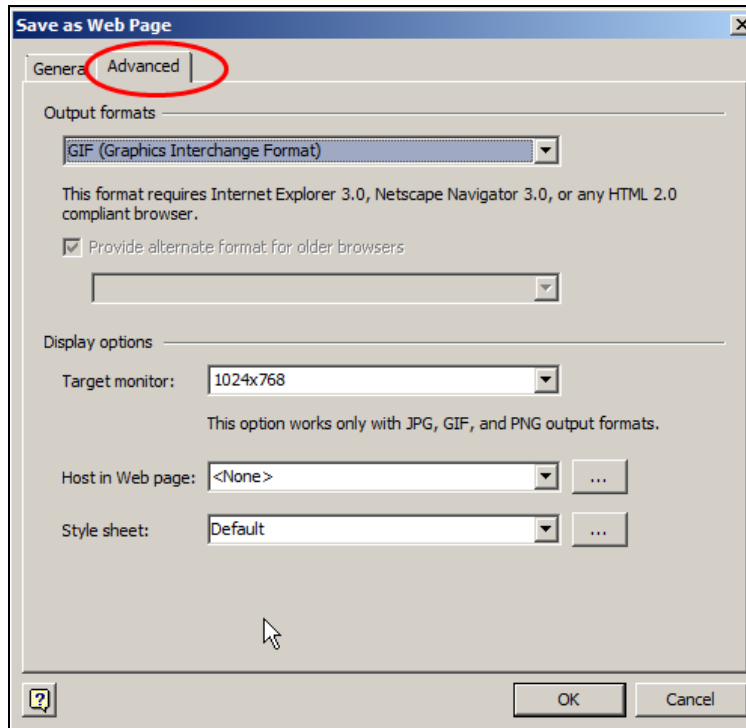 Save as Web Page
General Advanced
Output formats
GIF (Graphics Interchange Format)
This format requires Internet Explorer 3.0, Netscape Navigator 3.0, or any HTML 2.0
compliant browser.
Provide alternate format for older browsers
Display options
Target monitor: 1024x768
This option works only with JPG, GIF, and PNG output formats.
Host in Web page: <None> ...
Style sheet: Default ...
? OK Cancel